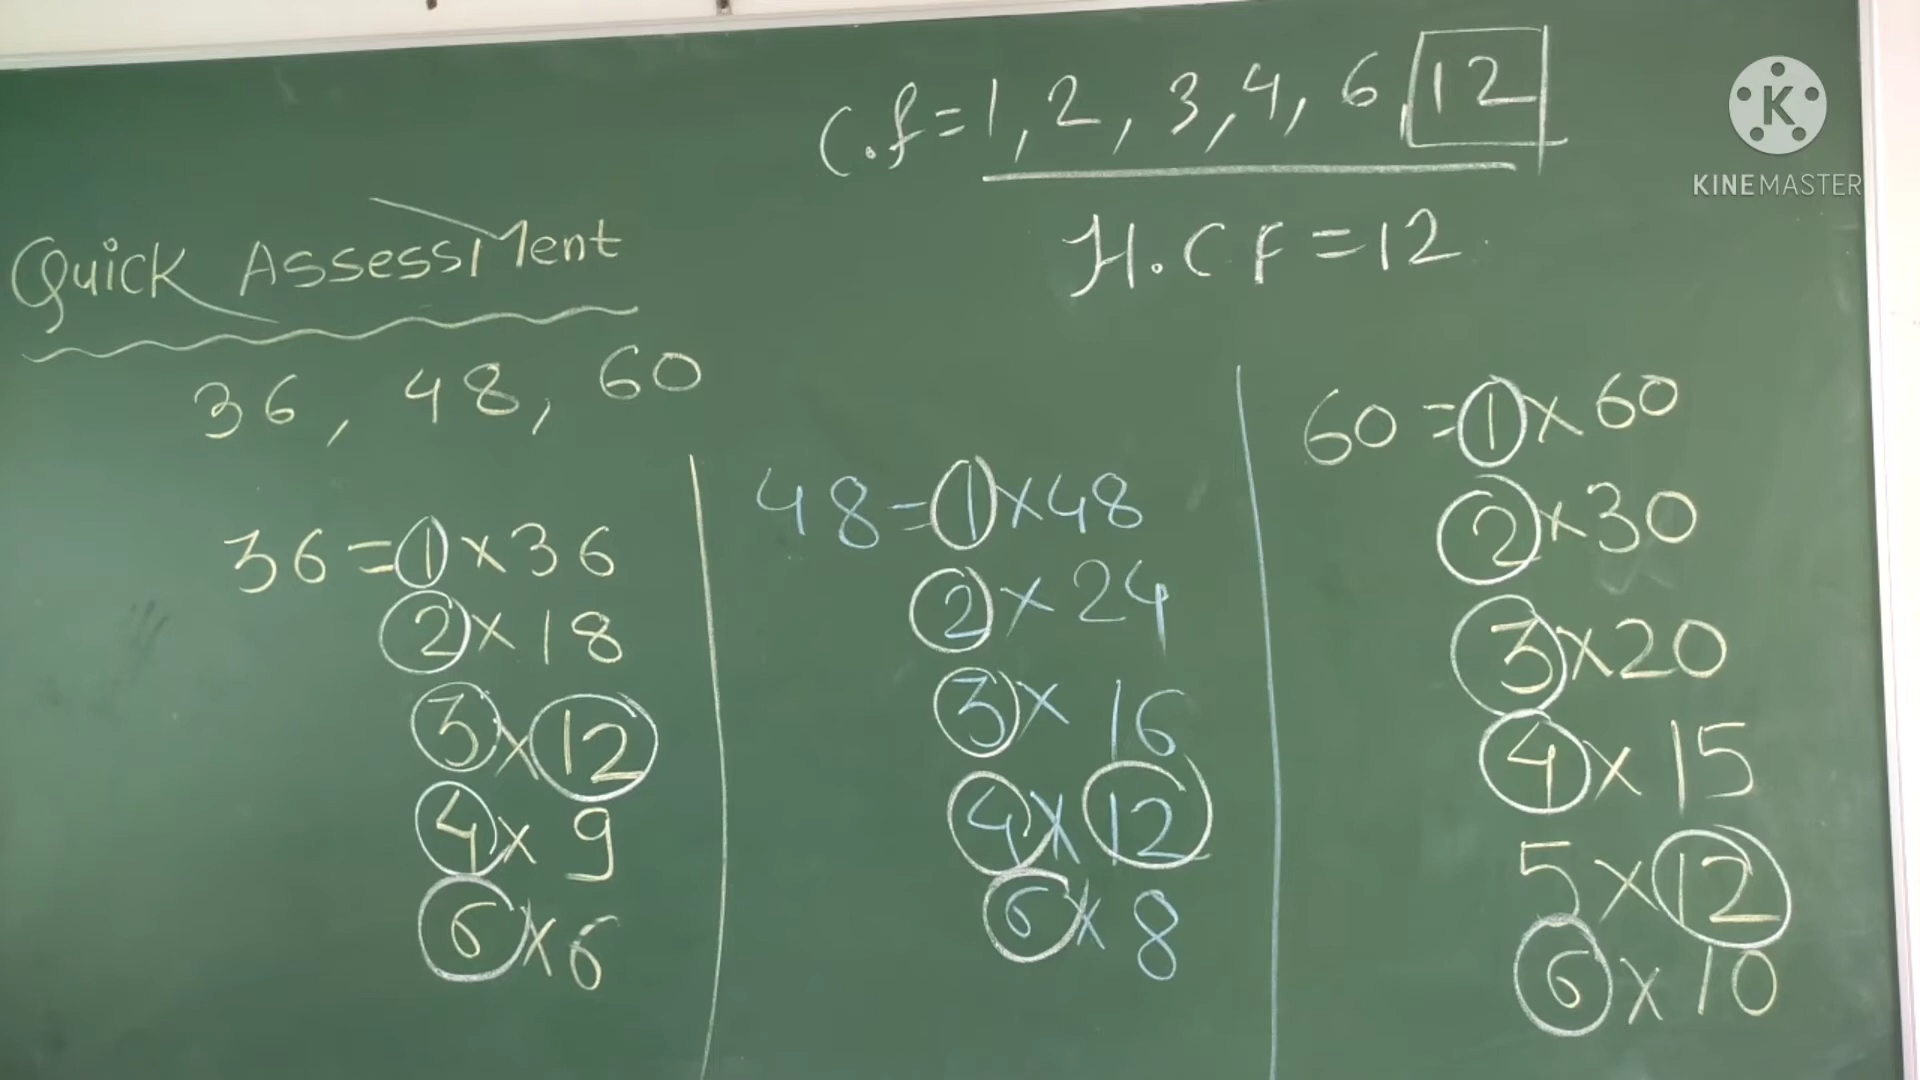 C.f=1, 2, 3, 4, 6, 12
H.C F=12
K
KINEMASTER
Quick Assessment
36, 48, 60
36=1×36
2×18
3×12
4×9
6×6
48=1×48
2×24
3×16
4×12
6×8
60=1×60
2×30
3×20
4×15
5×12
6×10